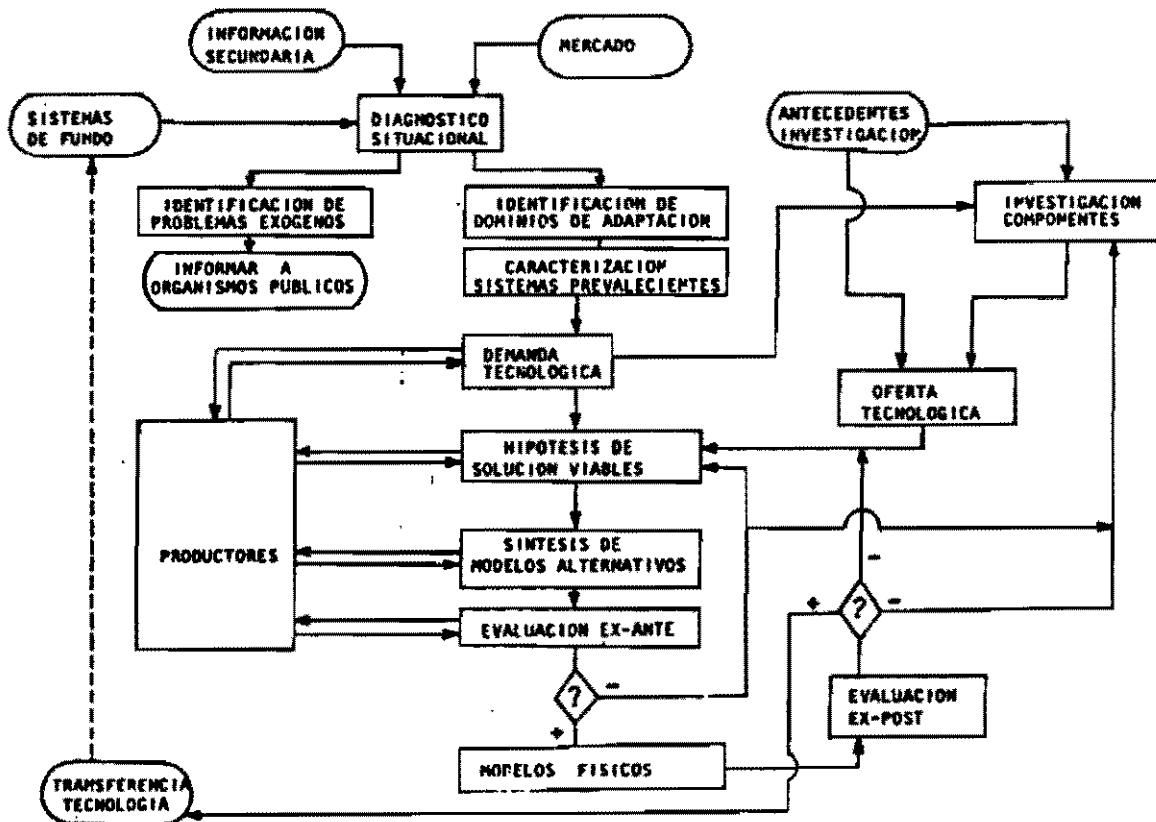 INFORMACION
SECUNDARIA
MERCADO
SISTEMAS
DE FUNDO
DIAGNOSTICO
SITUACIONAL
ANTECEDENTES
INVESTIGACION
IDENTIFICACION DE
PROBLEMAS EXOGENOS
IDENTIFICACION DE
DOMINIOS DE ADAPTACION
INVESTIGACION
COMPONENTES
INFORMAR A
ORGANISMOS PUBLICOS
CARACTERIZACION
SISTEMAS PREVALECIENTES
DEMANDA
TECNOLOGICA
OFERTA
TECNOLOGICA
HIPOTESIS DE
SOLUCION VIABLES
PRODUCTORES
SINTESIS DE
MODELOS ALTERNATIVOS
EVALUACION EX-ANTE
-
+ ? -
? -
+
EVALUACION
EX-POST
MODELOS FISICOS
TRANSFERENCIA
TECNOLOGIA